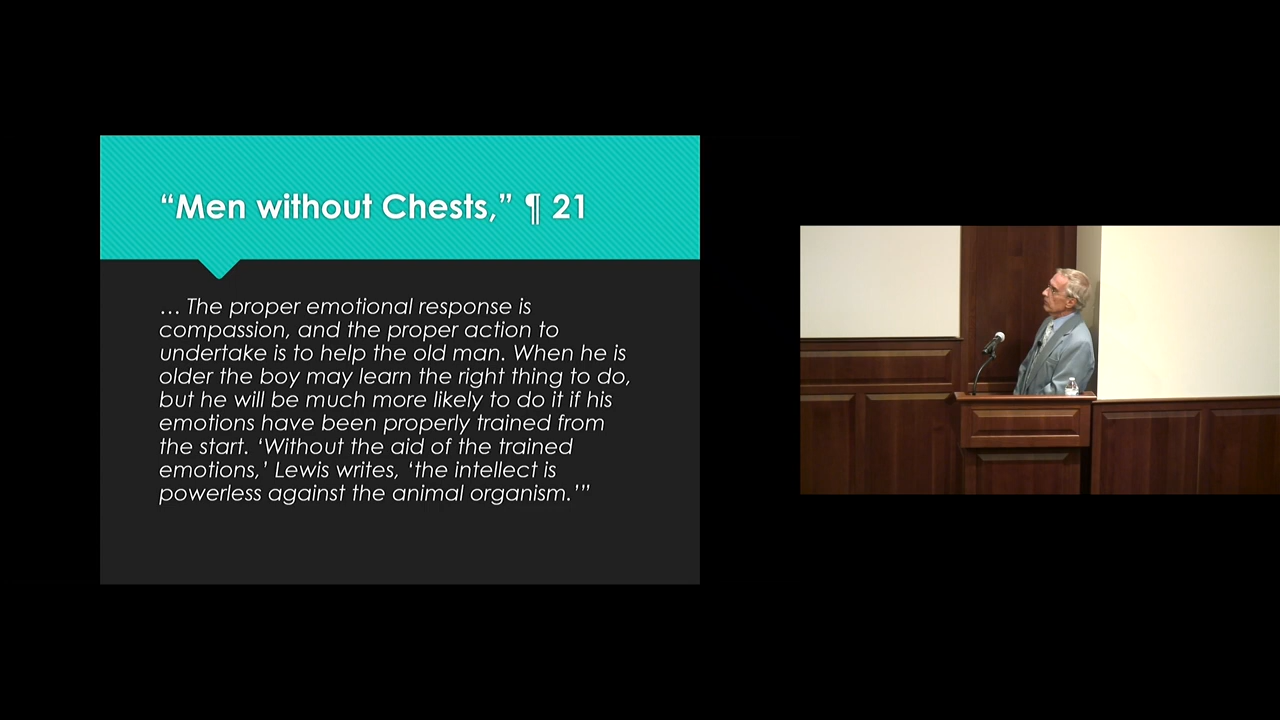 “Men without Chests,” ¶ 21
… The proper emotional response is
compassion, and the proper action to
undertake is to help the old man. When he is
older the boy may learn the right thing to do,
but he will be much more likely to do it if his
emotions have been properly trained from
the start. ‘Without the aid of the trained
emotions,’ Lewis writes, ‘the intellect is
powerless against the animal organism.’”